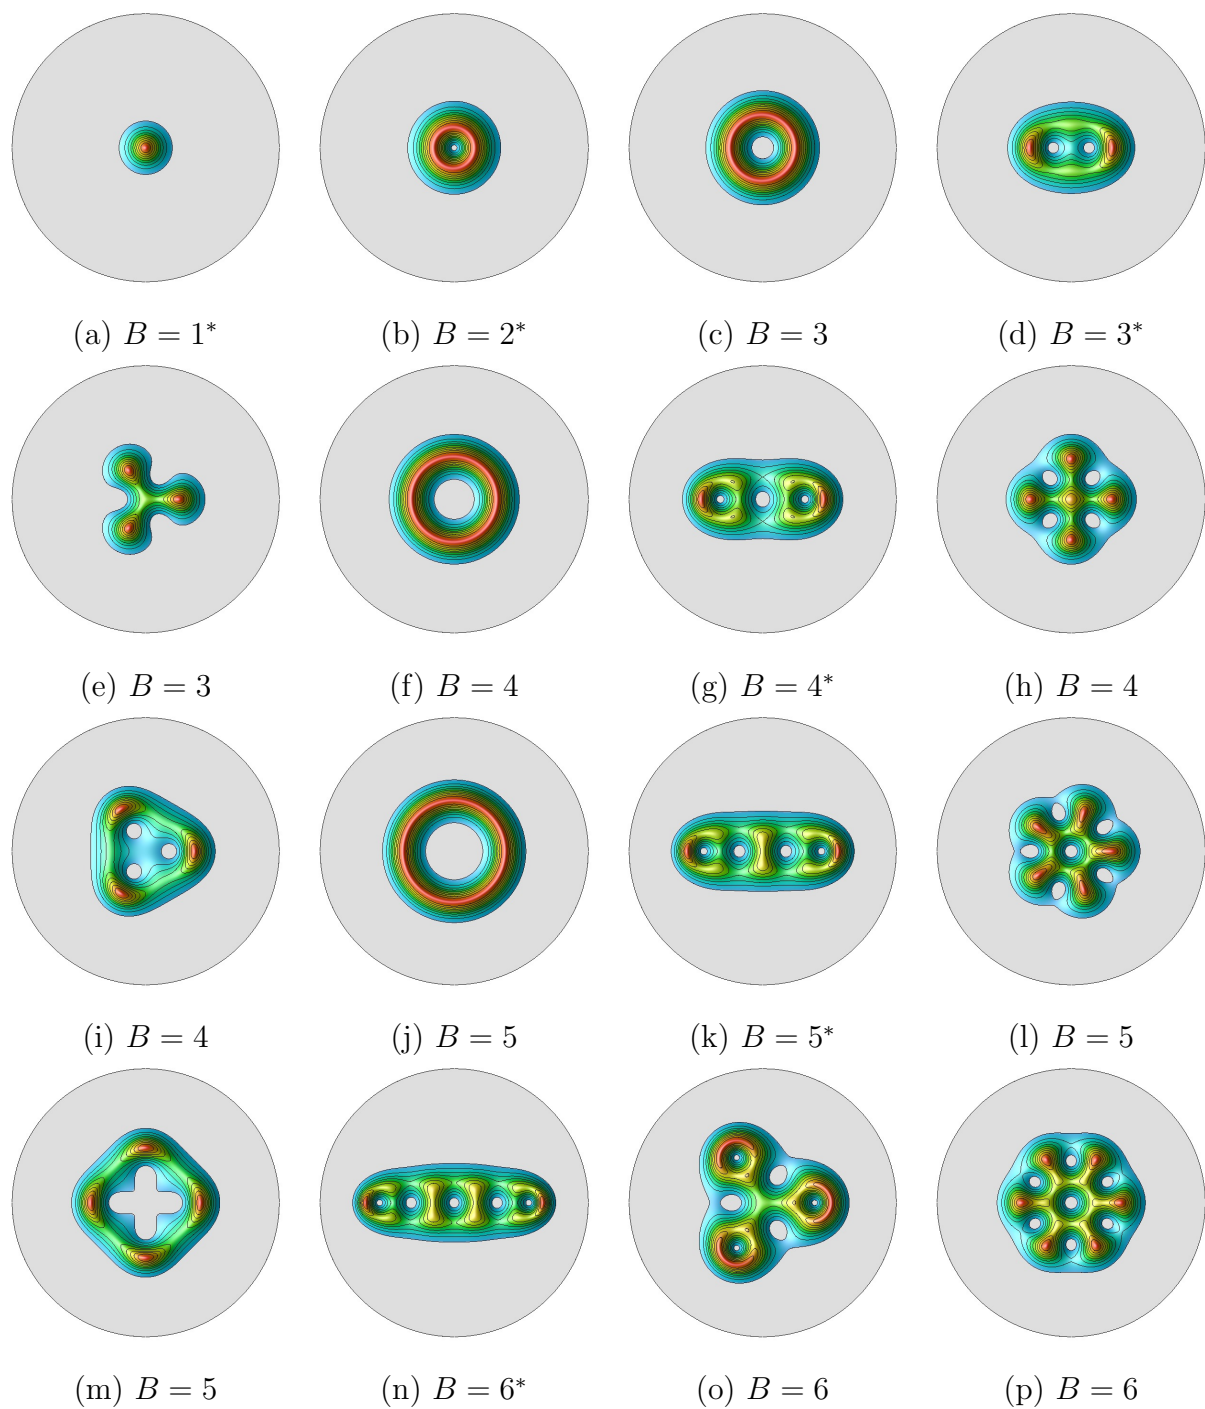 (a) B = 1* (b) B = 2* (c) B = 3 (d) B = 3*
(e) B = 3 (f) B = 4 (g) B = 4* (h) B = 4
(i) B = 4 (j) B = 5 (k) B = 5* (l) B = 5
(m) B = 5 (n) B = 6* (o) B = 6 (p) B = 6